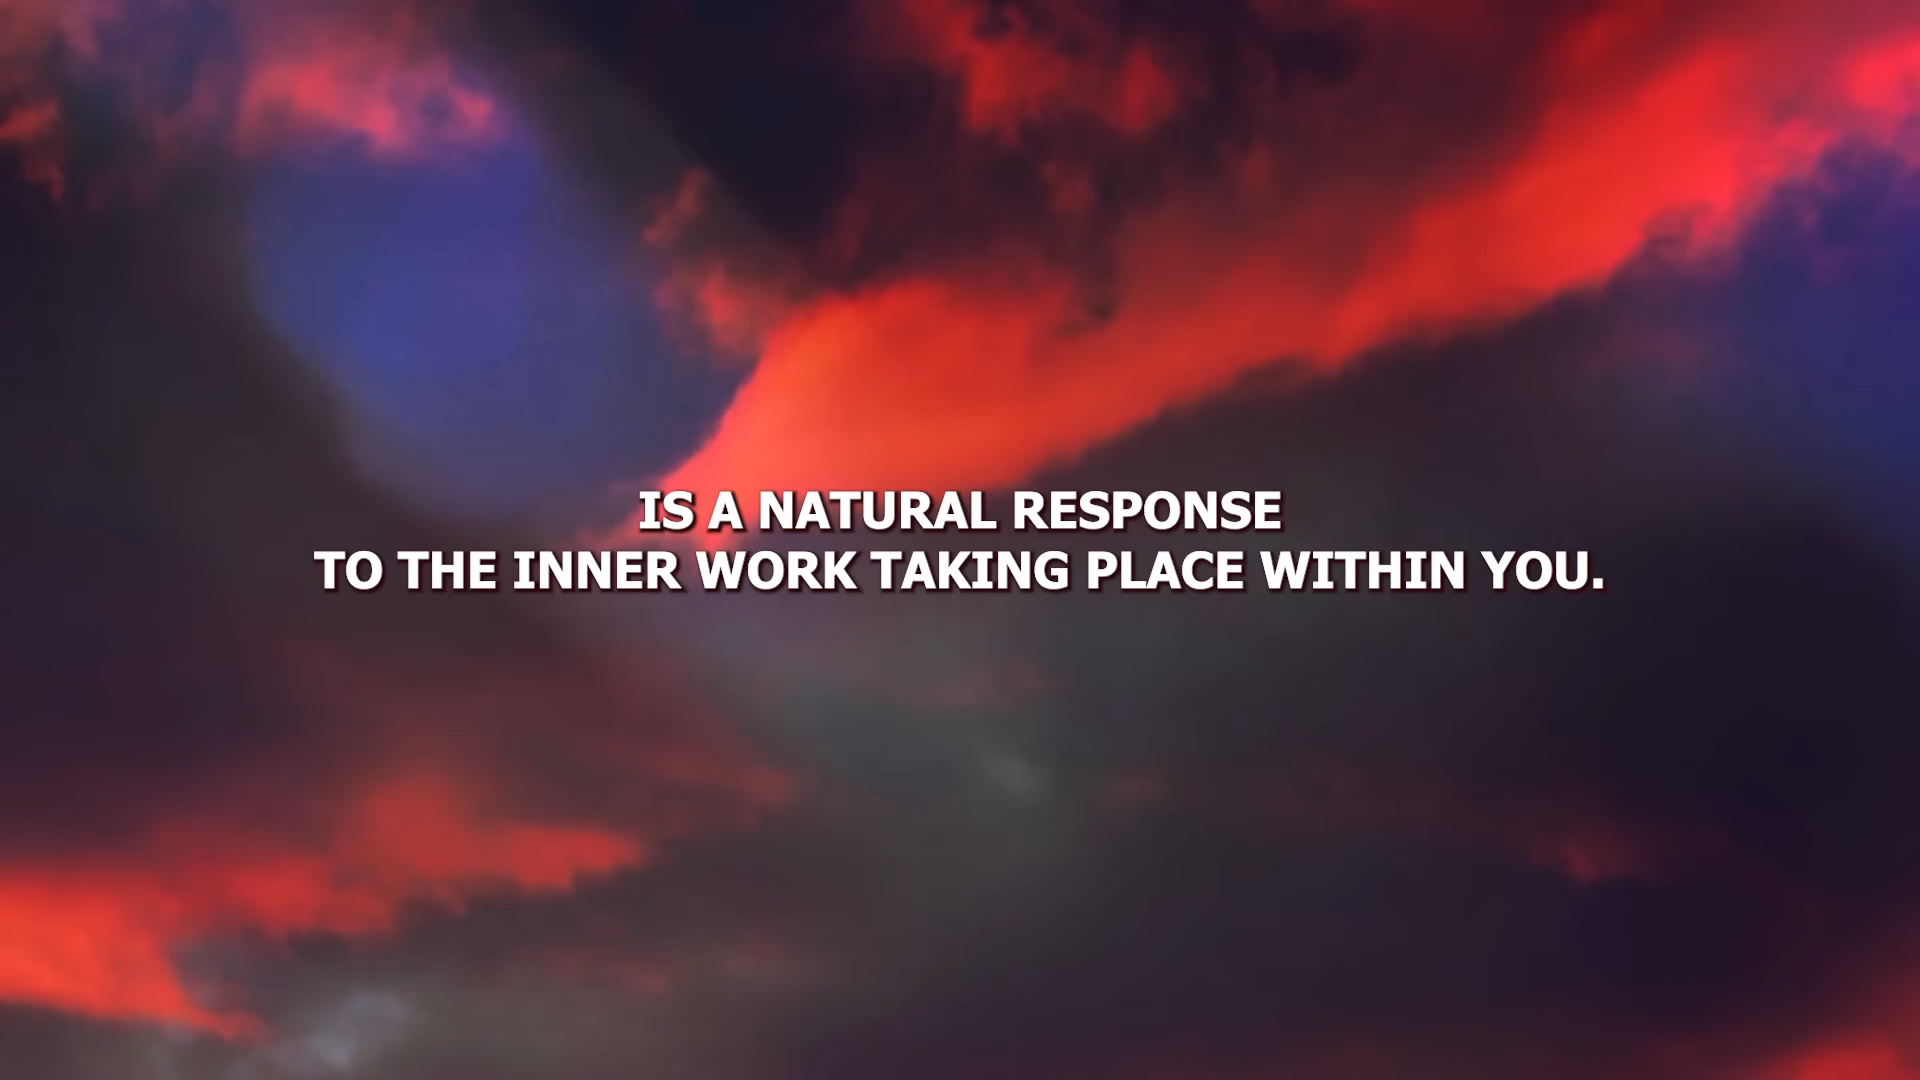 IS A NATURAL RESPONSE
TO THE INNER WORK TAKING PLACE WITHIN YOU.